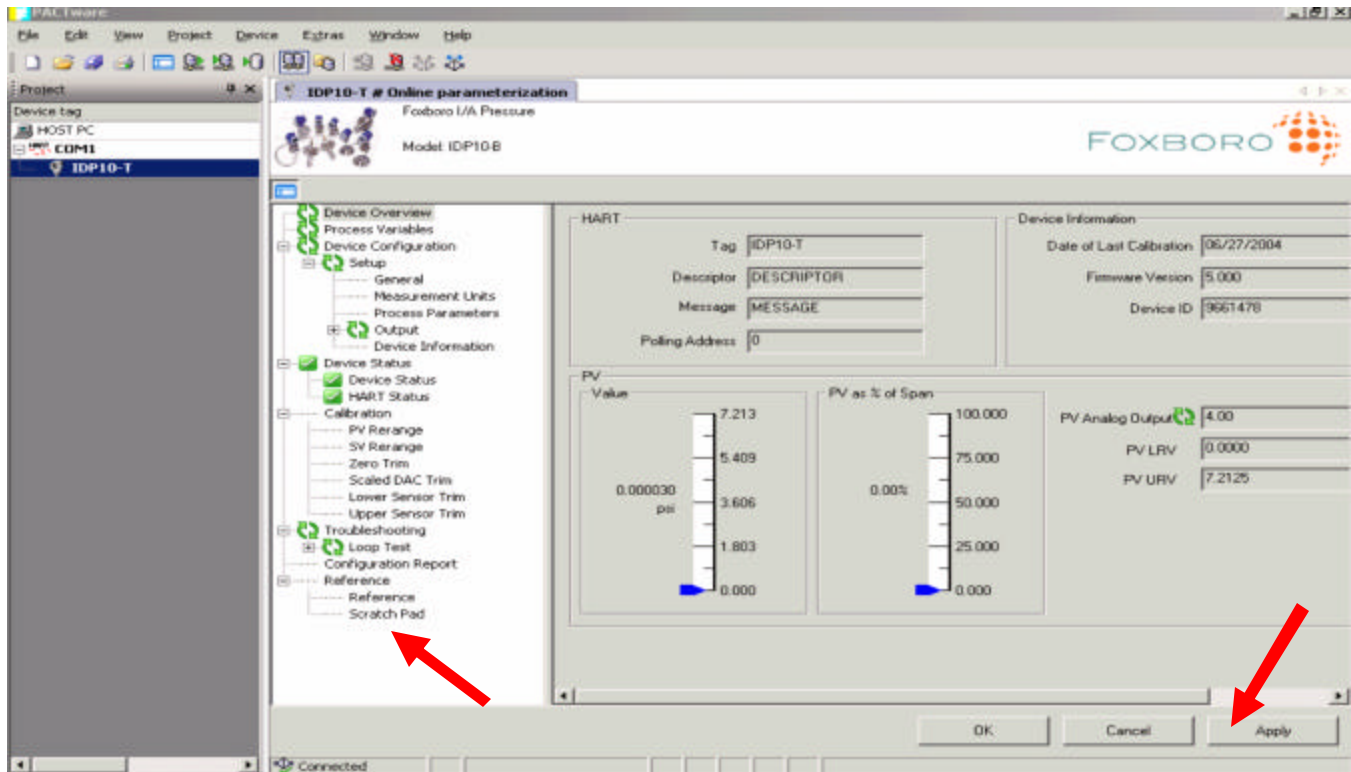 PACTware
File Edit View Project Device Extras Window Help
Project
Device tag
HOST PC
COM1
IDP10-T
IDP10-T # Online parameterization
Foxboro I/A Pressure
Model: IDP10-B
FOXBORO
Device Overview
Process Variables
Device Configuration
Setup
General
Measurement Units
Process Parameters
Output
Device Information
Device Status
Device Status
HART Status
Calibration
PV Rerange
SV Rerange
Zero Trim
Scaled DAC Trim
Lower Sensor Trim
Upper Sensor Trim
Troubleshooting
Loop Test
Configuration Report
Reference
Reference
Scratch Pad
HART
Tag IDP10-T
Descriptor DESCRIPTOR
Message MESSAGE
Polling Address 0
Device Information
Date of Last Calibration 06/27/2004
Firmware Version 5.000
Device ID 9661478
PV
Value
7.213
5.409
3.606
1.803
0.000
0.000030
psi
PV as % of Span
100.000
75.000
50.000
25.000
0.000
0.00%
PV Analog Output 4.00
PV LRV 0.0000
PV URV 7.2125
OK Cancel Apply
Connected